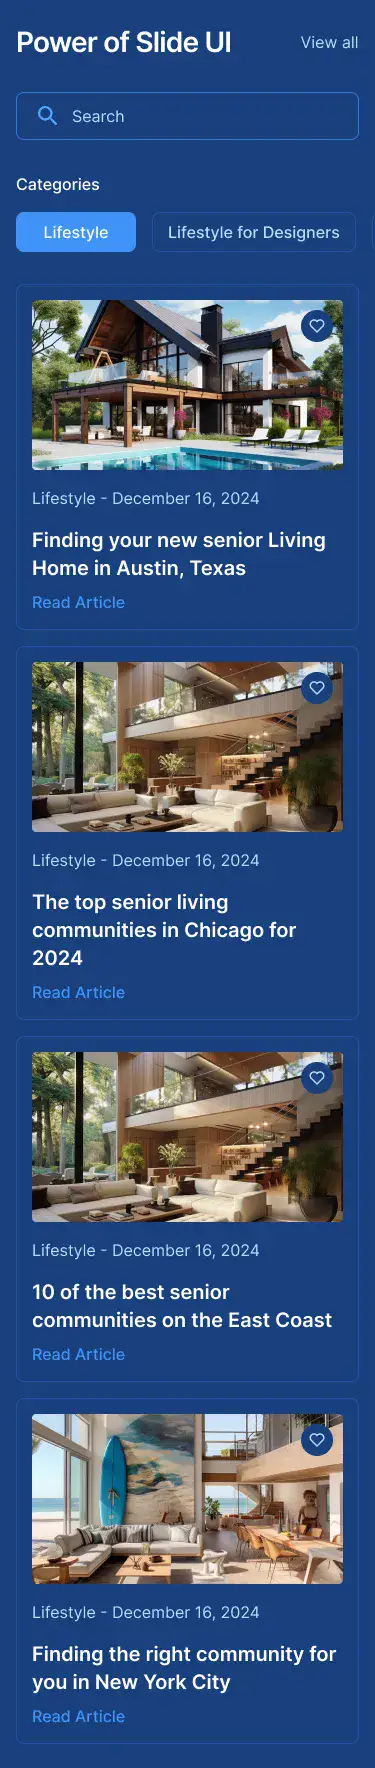 Power of Slide UI
View all
Search
Categories
Lifestyle
Lifestyle for Designers
Lifestyle - December 16, 2024
Finding your new senior Living
Home in Austin, Texas
Read Article
Lifestyle - December 16, 2024
The top senior living
communities in Chicago for
2024
Read Article
Lifestyle - December 16, 2024
10 of the best senior
communities on the East Coast
Read Article
Lifestyle - December 16, 2024
Finding the right community for
you in New York City
Read Article